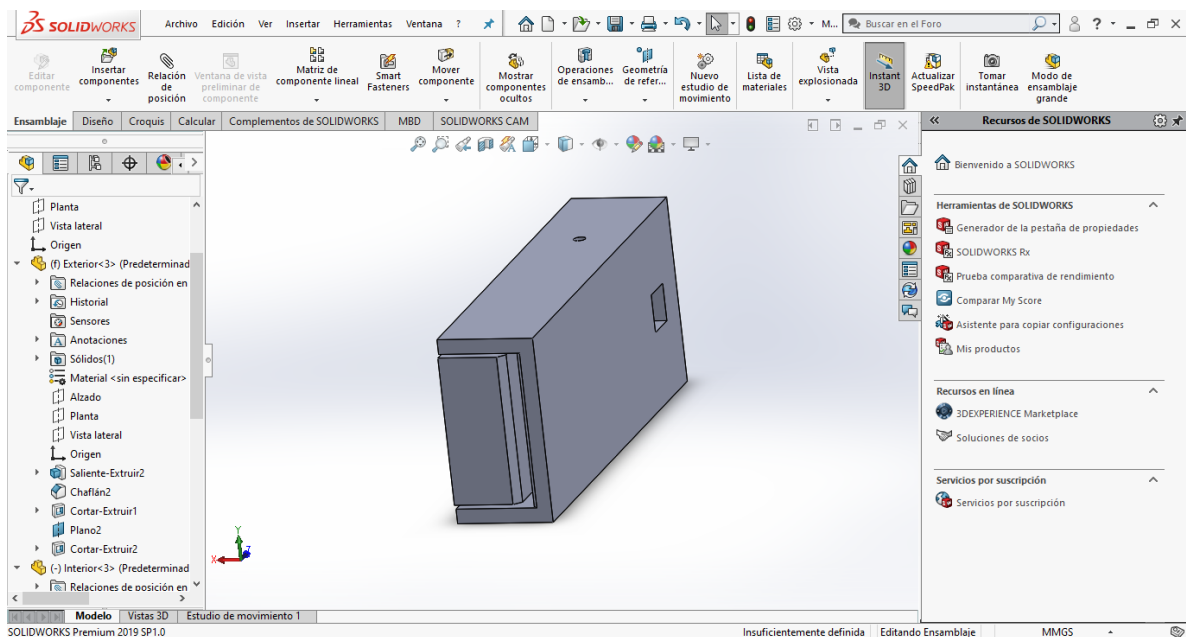 SOLIDWORKS
Archivo Edición Ver Insertar Herramientas Ventana ?
M...
Buscar en el Foro
?
Editar componente
Insertar componentes
Relación de posición
Ventana de vista preliminar de componente
Matriz de componente lineal
Smart Fasteners
Mover componente
Mostrar componentes ocultos
Operaciones de ensamb...
Geometría de refer...
Nuevo estudio de movimiento
Lista de materiales
Vista explosionada
Instant 3D
Actualizar SpeedPak
Tomar instantánea
Modo de ensamblaje grande
Ensamblaje Diseño Croquis Calcular Complementos de SOLIDWORKS MBD SOLIDWORKS CAM
Planta
Vista lateral
Origen
(f) Exterior<3> (Predeterminad
Relaciones de posición en
Historial
Sensores
Anotaciones
Sólidos(1)
Material <sin especificar>
Alzado
Planta
Vista lateral
Origen
Saliente-Extruir2
Chaflán2
Cortar-Extruir1
Plano2
Cortar-Extruir2
(-) Interior<3> (Predeterminad
Relaciones de posición en
Y
X
Z
Recursos de SOLIDWORKS
Bienvenido a SOLIDWORKS
Herramientas de SOLIDWORKS
Generador de la pestaña de propiedades
SOLIDWORKS Rx
Prueba comparativa de rendimiento
Comparar My Score
Asistente para copiar configuraciones
Mis productos
Recursos en línea
3DEXPERIENCE Marketplace
Soluciones de socios
Servicios por suscripción
Servicios por suscripción
Modelo Vistas 3D Estudio de movimiento 1
SOLIDWORKS Premium 2019 SP1.0
Insuficientemente definida Editando Ensamblaje MMGS